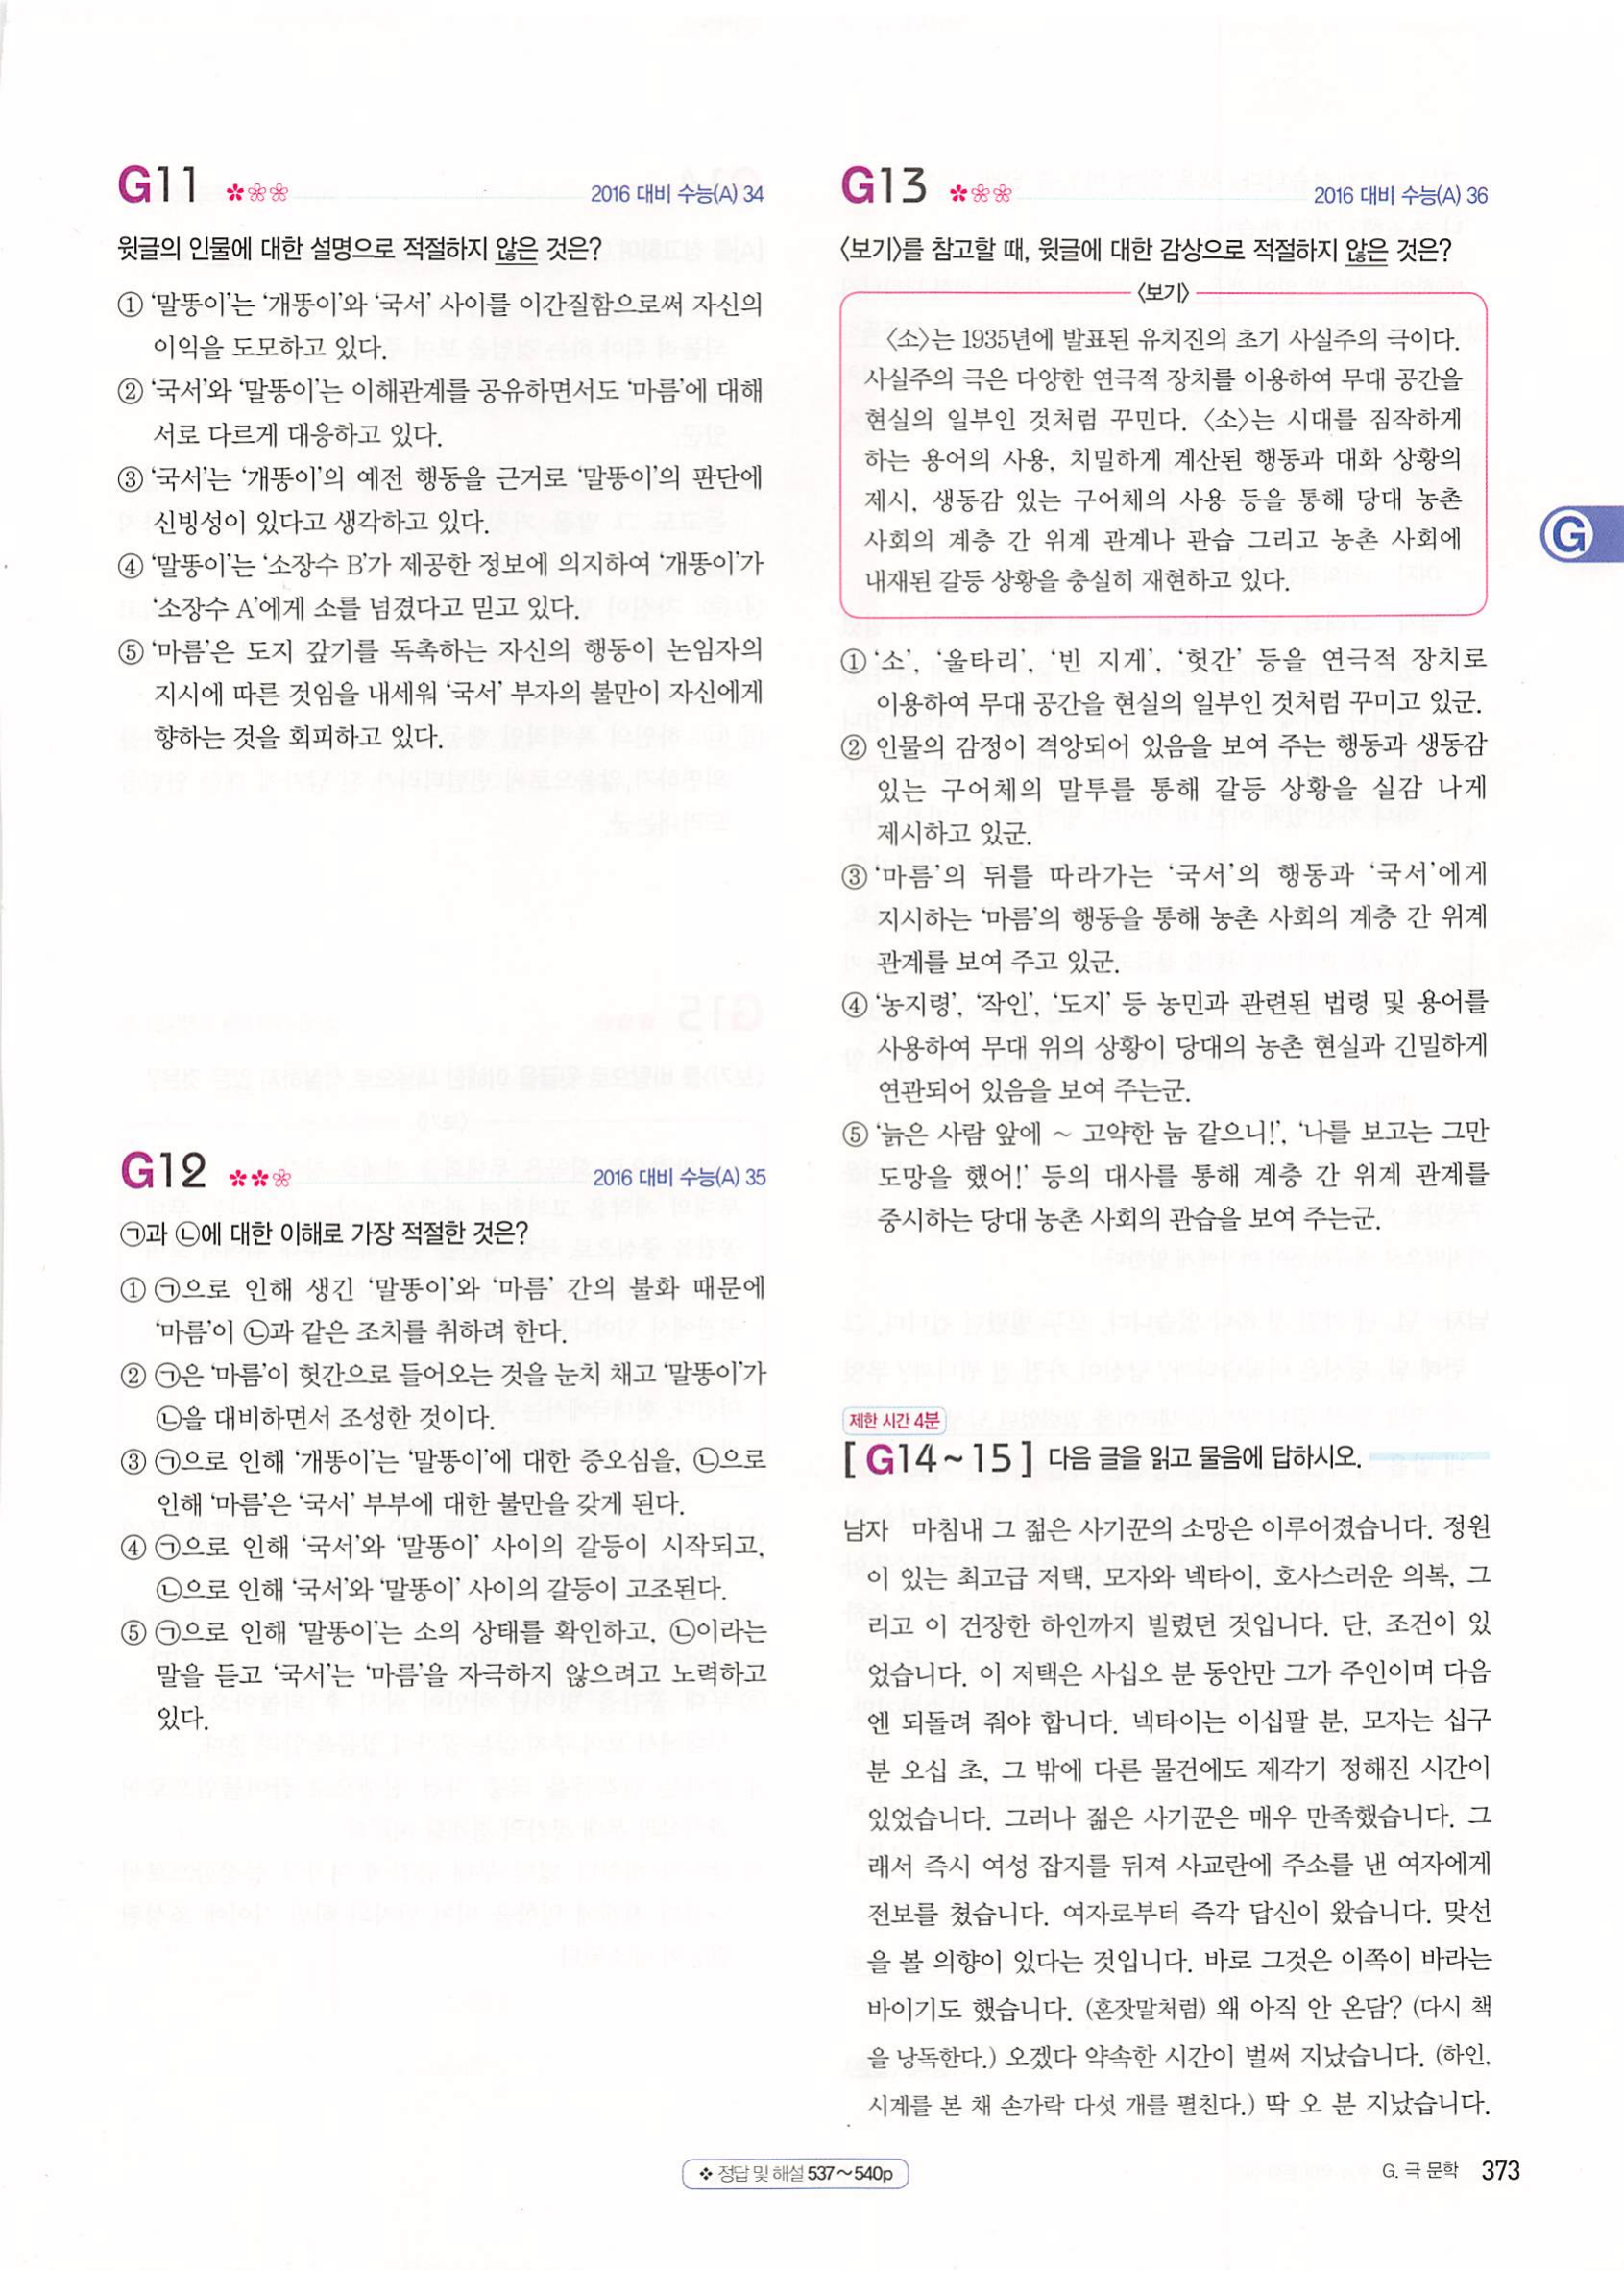 G11
2016 대비 수능(A) 34
윗글의 인물에 대한 설명으로 적절하지 않은 것은?
① ‘말똥이’는 ‘개똥이’와 ‘국서’ 사이를 이간질함으로써 자신의
이익을 도모하고 있다.
② ‘국서’와 ‘말똥이’는 이해관계를 공유하면서도 ‘마름’에 대해
서로 다르게 대응하고 있다.
③ ‘국서’는 ‘개똥이’의 예전 행동을 근거로 ‘말똥이’의 판단에
신빙성이 있다고 생각하고 있다.
④ ‘말똥이’는 ‘소장수 B’가 제공한 정보에 의지하여 ‘개똥이’가
‘소장수 A’에게 소를 넘겼다고 믿고 있다.
⑤ ‘마름’은 도지 갚기를 독촉하는 자신의 행동이 논임자의
지시에 따른 것임을 내세워 ‘국서’ 부자의 불만이 자신에게
향하는 것을 회피하고 있다.
G12
2016 대비 수능(A) 35
㉠과 ㉡에 대한 이해로 가장 적절한 것은?
① ㉠으로 인해 생긴 ‘말똥이’와 ‘마름’ 간의 불화 때문에
‘마름’이 ㉡과 같은 조치를 취하려 한다.
② ㉠은 ‘마름’이 헛간으로 들어오는 것을 눈치 채고 ‘말똥이’가
㉡을 대비하면서 조성한 것이다.
③ ㉠으로 인해 ‘개똥이’는 ‘말똥이’에 대한 증오심을, ㉡으로
인해 ‘마름’은 ‘국서’ 부부에 대한 불만을 갖게 된다.
④ ㉠으로 인해 ‘국서’와 ‘말똥이’ 사이의 갈등이 시작되고,
㉡으로 인해 ‘국서’와 ‘말똥이’ 사이의 갈등이 고조된다.
⑤ ㉠으로 인해 ‘말똥이’는 소의 상태를 확인하고, ㉡이라는
말을 듣고 ‘국서’는 ‘마름’을 자극하지 않으려고 노력하고
있다.
G13
2016 대비 수능(A) 36
〈보기〉를 참고할 때, 윗글에 대한 감상으로 적절하지 않은 것은?
〈보기〉
〈소〉는 1935년에 발표된 유치진의 초기 사실주의 극이다.
사실주의 극은 다양한 연극적 장치를 이용하여 무대 공간을
현실의 일부인 것처럼 꾸민다. 〈소〉는 시대를 짐작하게
하는 용어의 사용, 치밀하게 계산된 행동과 대화 상황의
제시, 생동감 있는 구어체의 사용 등을 통해 당대 농촌
사회의 계층 간 위계 관계나 관습 그리고 농촌 사회에
내재된 갈등 상황을 충실히 재현하고 있다.
① ‘소’, ‘울타리’, ‘빈 지게’, ‘헛간’ 등을 연극적 장치로
이용하여 무대 공간을 현실의 일부인 것처럼 꾸미고 있군.
② 인물의 감정이 격앙되어 있음을 보여 주는 행동과 생동감
있는 구어체의 말투를 통해 갈등 상황을 실감 나게
제시하고 있군.
③ ‘마름’의 뒤를 따라가는 ‘국서’의 행동과 ‘국서’에게
지시하는 ‘마름’의 행동을 통해 농촌 사회의 계층 간 위계
관계를 보여 주고 있군.
④ ‘농지령’, ‘작인’, ‘도지’ 등 농민과 관련된 법령 및 용어를
사용하여 무대 위의 상황이 당대의 농촌 현실과 긴밀하게
연관되어 있음을 보여 주는군.
⑤ ‘늙은 사람 앞에 ~ 고약한 눔 같으니!’, ‘나를 보고는 그만
도망을 했어!’ 등의 대사를 통해 계층 간 위계 관계를
중시하는 당대 농촌 사회의 관습을 보여 주는군.
G
제한 시간 4분
[ G14 ~ 15 ] 다음 글을 읽고 물음에 답하시오.
남자 마침내 그 젊은 사기꾼의 소망은 이루어졌습니다. 정원
이 있는 최고급 저택, 모자와 넥타이, 호사스러운 의복, 그
리고 이 건장한 하인까지 빌렸던 것입니다. 단, 조건이 있
었습니다. 이 저택은 사십오 분 동안만 그가 주인이며 다음
엔 되돌려 줘야 합니다. 넥타이는 이십팔 분, 모자는 십구
분 오십 초, 그 밖에 다른 물건에도 제각기 정해진 시간이
있었습니다. 그러나 젊은 사기꾼은 매우 만족했습니다. 그
래서 즉시 여성 잡지를 뒤져 사교란에 주소를 낸 여자에게
전보를 쳤습니다. 여자로부터 즉각 답신이 왔습니다. 맞선
을 볼 의향이 있다는 것입니다. 바로 그것은 이쪽이 바라는
바이기도 했습니다. (혼잣말처럼) 왜 아직 안 온담? (다시 책
을 낭독한다.) 오겠다 약속한 시간이 벌써 지났습니다. (하인,
시계를 본 채 손가락 다섯 개를 펼친다.) 딱 오 분 지났습니다.
❖ 정답 및 해설 537~540p
G. 극 문학 373